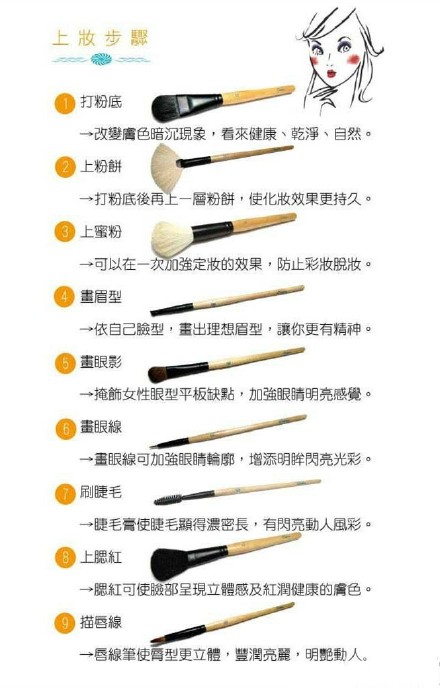 上妝步驟
1 打粉底
→改變膚色暗沉現象，看來健康、乾淨、自然。
2 上粉餅
→打粉底後再上一層粉餅，使化妝效果更持久。
3 上蜜粉
→可以在一次加強定妝的效果，防止彩妝脫妝。
4 畫眉型
→依自己臉型，畫出理想眉型，讓你更有精神。
5 畫眼影
→掩飾女性眼型平板缺點，加強眼睛明亮感覺。
6 畫眼線
→畫眼線可加強眼睛輪廓，增添明眸閃亮光彩。
7 刷睫毛
→睫毛膏使睫毛顯得濃密長，有閃亮動人風彩。
8 上腮紅
→腮紅可使臉部呈現立體感及紅潤健康的膚色。
9 描唇線
→唇線筆使脣型更立體，豐潤亮麗，明艷動人。